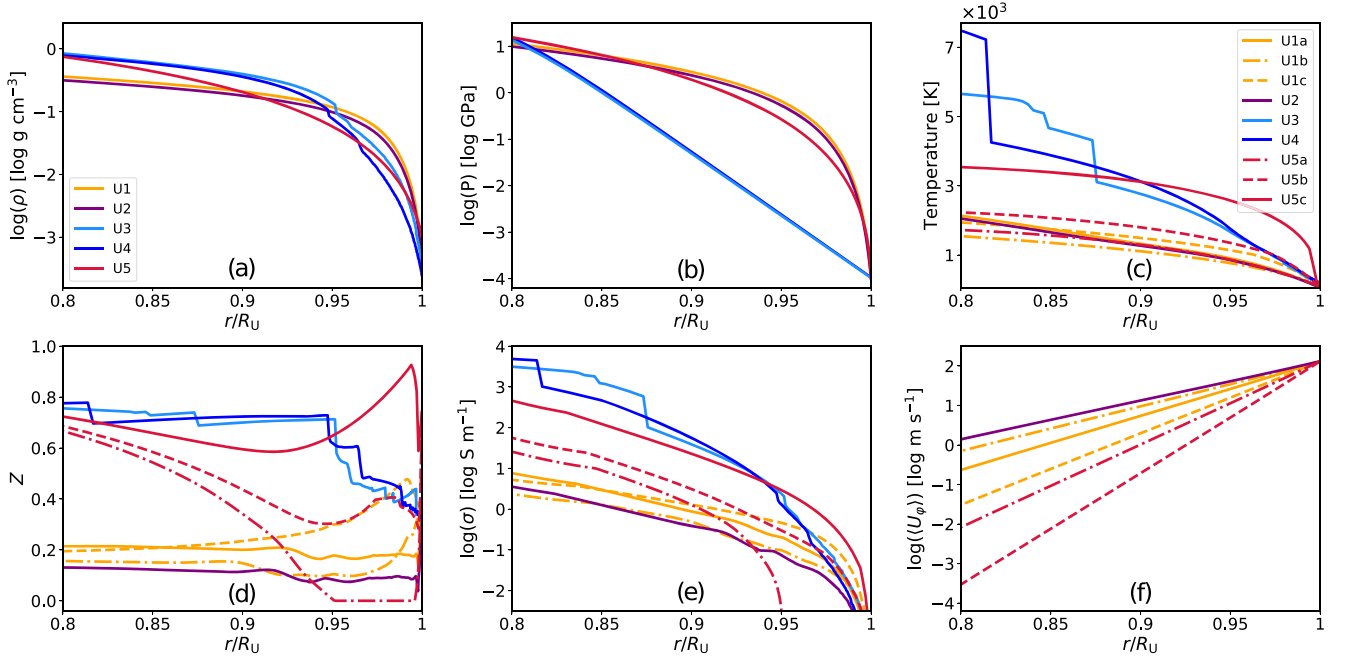 log(ρ) [log g cm⁻³]
0
−1
−2
−3
U1
U2
U3
U4
U5
(a)
0.8 0.85 0.9 0.95 1
r/R_U
log(P) [log GPa]
1
0
−1
−2
−3
−4
(b)
0.8 0.85 0.9 0.95 1
r/R_U
×10³
Temperature [K]
7
5
3
1
U1a
U1b
U1c
U2
U3
U4
U5a
U5b
U5c
(c)
0.8 0.85 0.9 0.95 1
r/R_U
Z
1.0
0.8
0.6
0.4
0.2
0.0
(d)
0.8 0.85 0.9 0.95 1
r/R_U
log(σ) [log S m⁻¹]
4
3
2
1
0
−1
−2
(e)
0.8 0.85 0.9 0.95 1
r/R_U
log(⟨U_φ⟩) [log m s⁻¹]
2
1
0
−1
−2
−3
−4
(f)
0.8 0.85 0.9 0.95 1
r/R_U